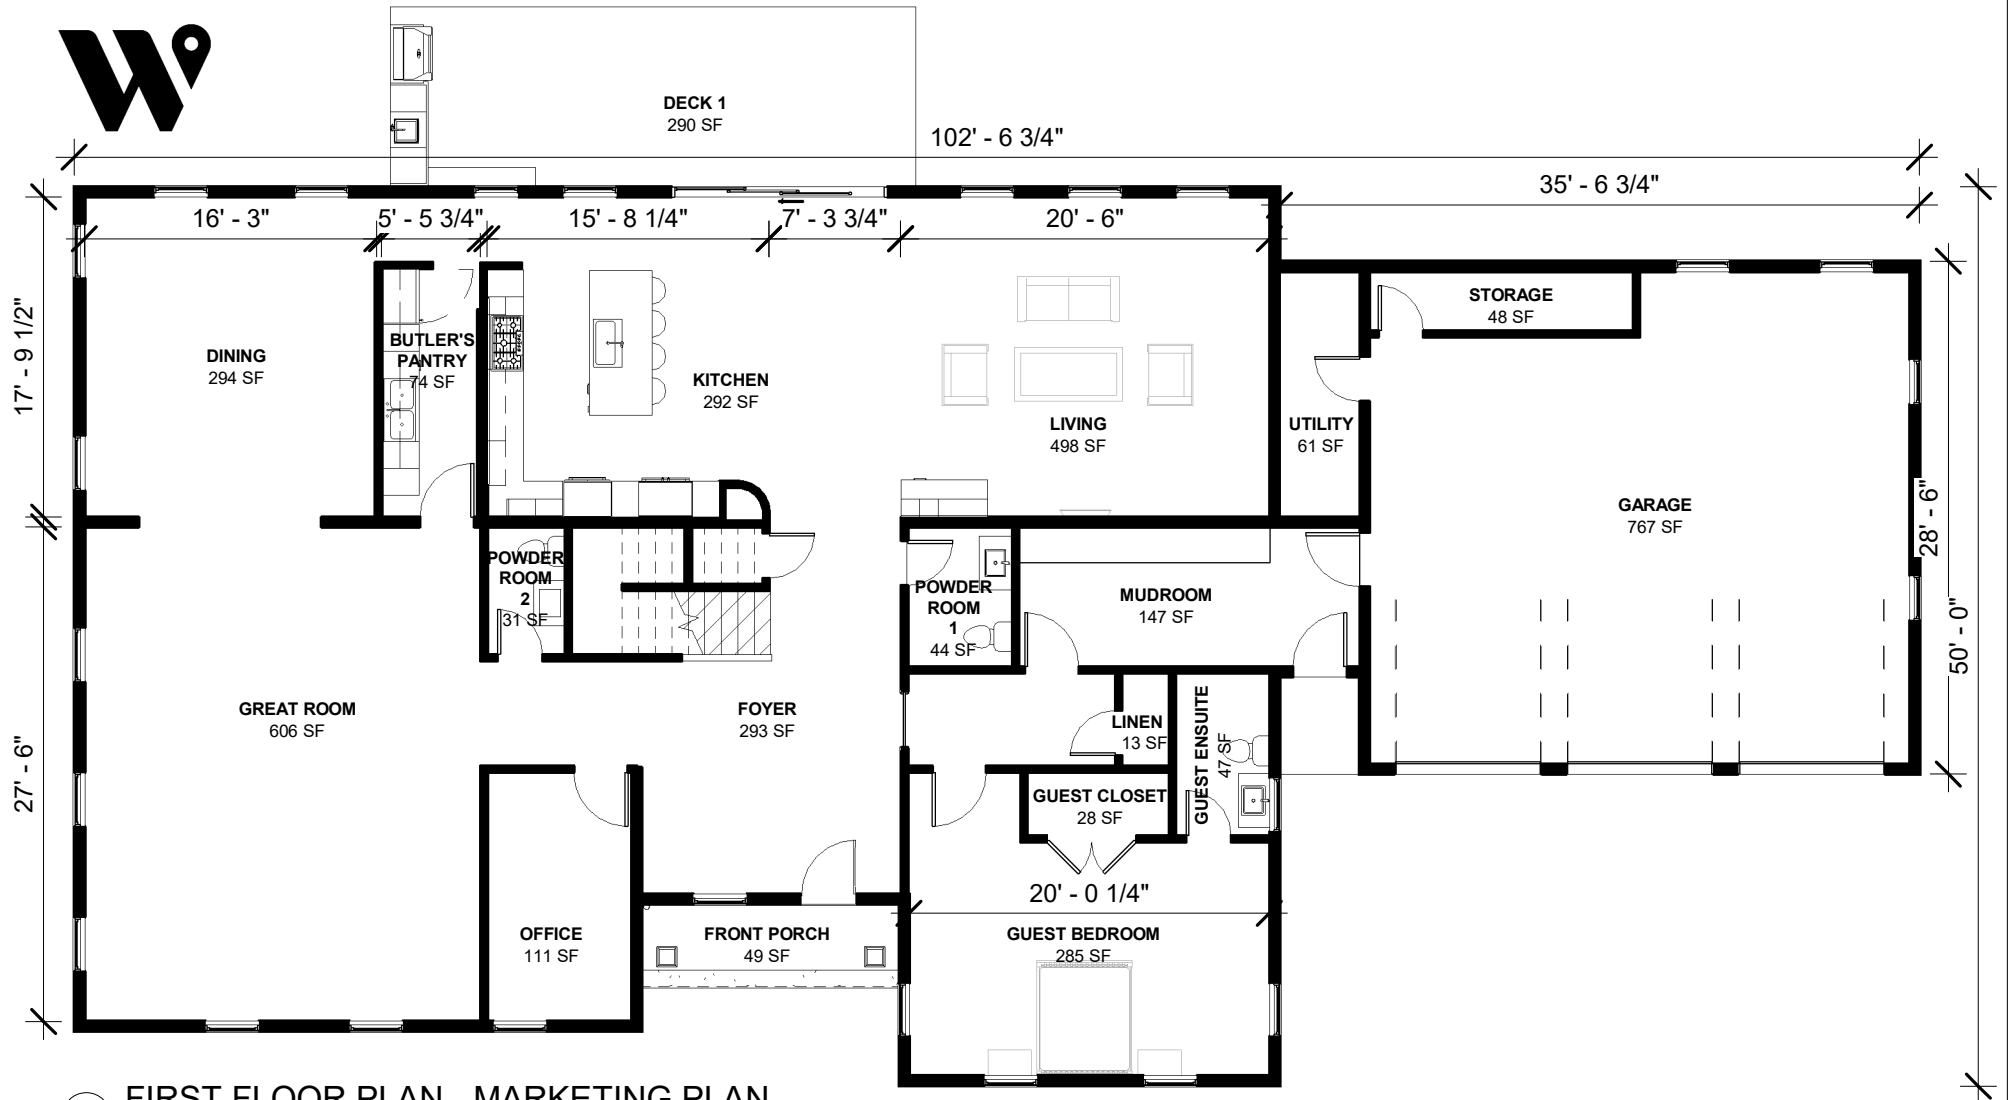 DECK 1
290 SF
102' - 6 3/4"
35' - 6 3/4"
16' - 3"
5' - 5 3/4"
15' - 8 1/4"
7' - 3 3/4"
20' - 6"
17' - 9 1/2"
DINING
294 SF
BUTLER'S
PANTRY
74 SF
KITCHEN
292 SF
LIVING
498 SF
UTILITY
61 SF
STORAGE
48 SF
GARAGE
767 SF
28' - 6"
50' - 0"
POWDER
ROOM
2
31 SF
POWDER
ROOM
1
44 SF
MUDROOM
147 SF
GREAT ROOM
606 SF
27' - 6"
FOYER
293 SF
LINEN
13 SF
GUEST ENSUITE
47 SF
GUEST CLOSET
28 SF
20' - 0 1/4"
OFFICE
111 SF
FRONT PORCH
49 SF
GUEST BEDROOM
285 SF
FIRST FLOOR PLAN - MARKETING PLAN